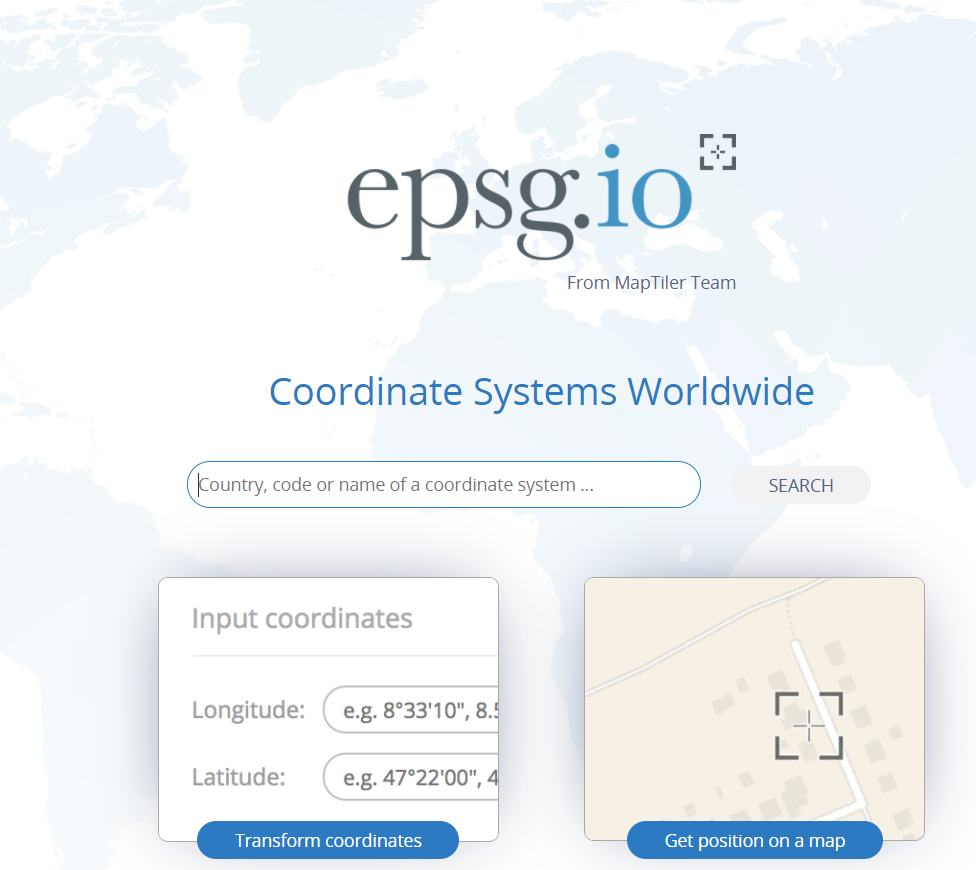 epsg.io
From MapTiler Team
Coordinate Systems Worldwide
Country, code or name of a coordinate system ...
SEARCH
Input coordinates
Longitude:
e.g. 8°33'10", 8.5
Latitude:
e.g. 47°22'00", 4
Transform coordinates
Get position on a map